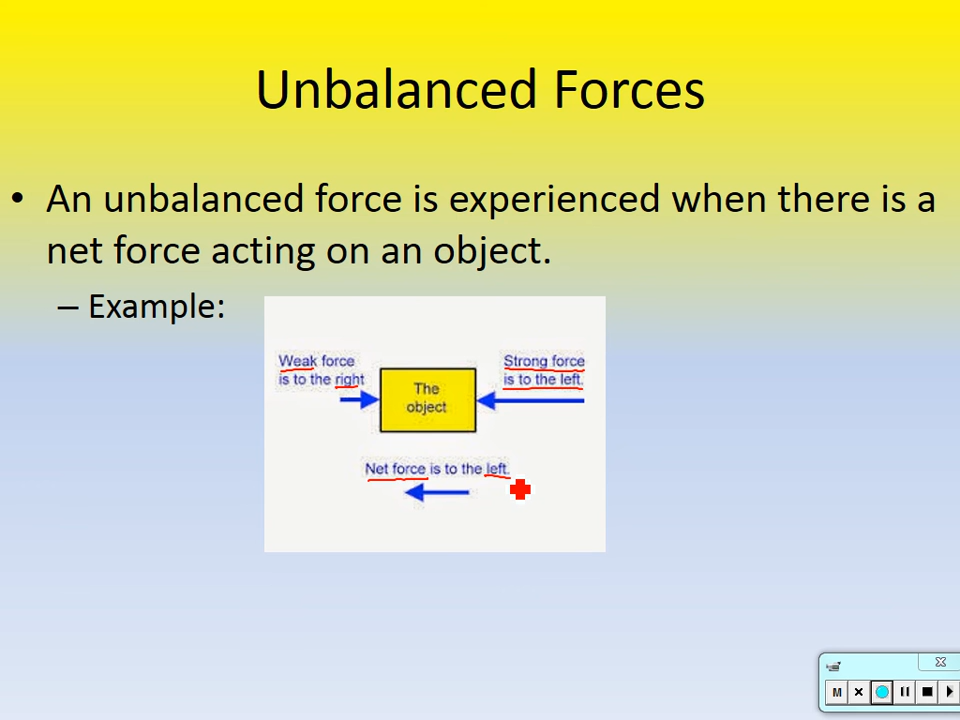 Unbalanced Forces
• An unbalanced force is experienced when there is a
net force acting on an object.
– Example:
Weak force
is to the right
The
object
Strong force
is to the left.
Net force is to the left.
M